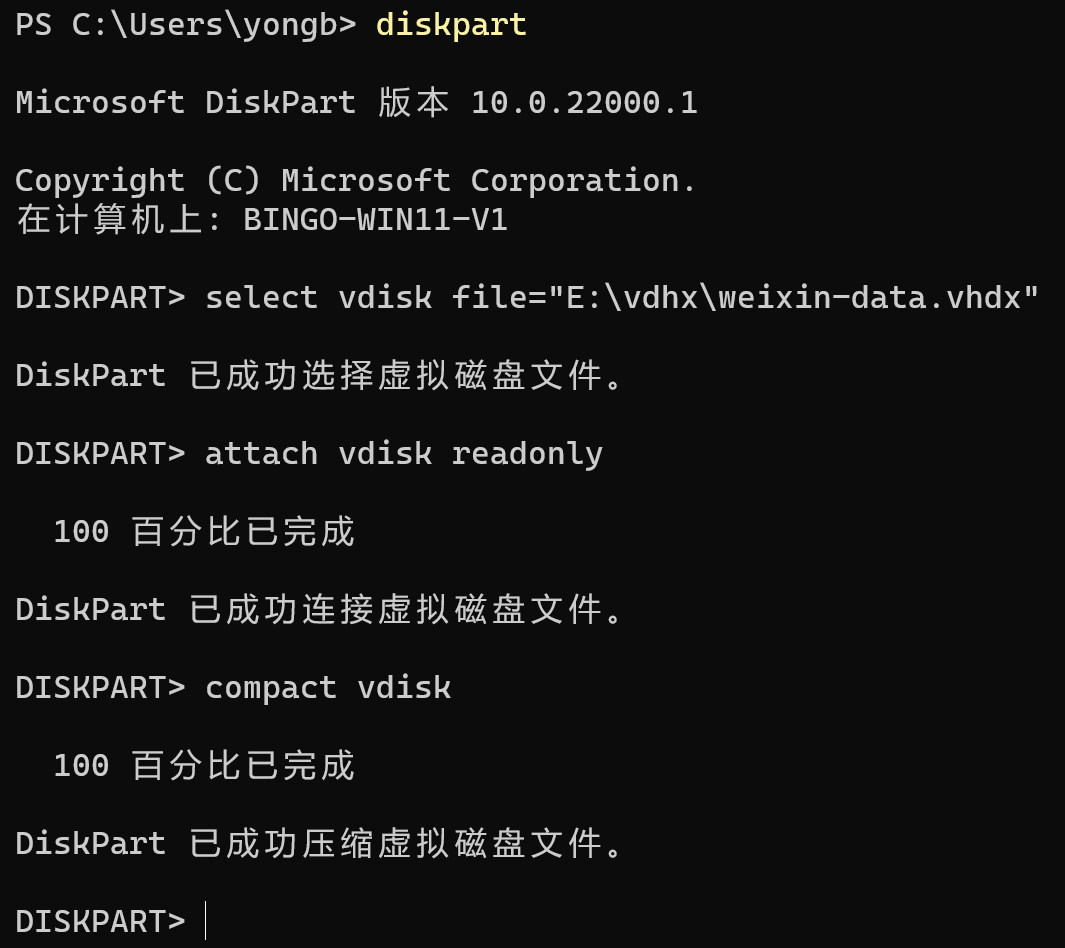 PS C:\Users\yongb> diskpart
Microsoft DiskPart 版本 10.0.22000.1
Copyright (C) Microsoft Corporation.
在计算机上: BINGO-WIN11-V1
DISKPART> select vdisk file="E:\vdhx\weixin-data.vhdx"
DiskPart 已成功选择虚拟磁盘文件。
DISKPART> attach vdisk readonly
100 百分比已完成
DiskPart 已成功连接虚拟磁盘文件。
DISKPART> compact vdisk
100 百分比已完成
DiskPart 已成功压缩虚拟磁盘文件。
DISKPART>